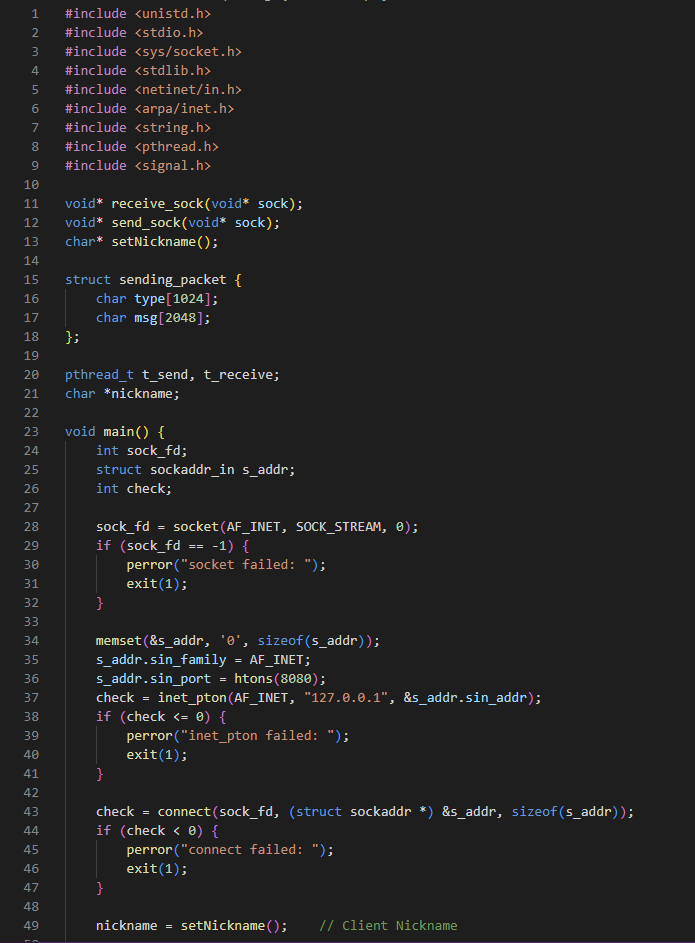 1 #include <unistd.h>
2 #include <stdio.h>
3 #include <sys/socket.h>
4 #include <stdlib.h>
5 #include <netinet/in.h>
6 #include <arpa/inet.h>
7 #include <string.h>
8 #include <pthread.h>
9 #include <signal.h>
10
11 void* receive_sock(void* sock);
12 void* send_sock(void* sock);
13 char* setNickname();
14
15 struct sending_packet {
16     char type[1024];
17     char msg[2048];
18 };
19
20 pthread_t t_send, t_receive;
21 char *nickname;
22
23 void main() {
24     int sock_fd;
25     struct sockaddr_in s_addr;
26     int check;
27
28     sock_fd = socket(AF_INET, SOCK_STREAM, 0);
29     if (sock_fd == -1) {
30         perror("socket failed: ");
31         exit(1);
32     }
33
34     memset(&s_addr, '0', sizeof(s_addr));
35     s_addr.sin_family = AF_INET;
36     s_addr.sin_port = htons(8080);
37     check = inet_pton(AF_INET, "127.0.0.1", &s_addr.sin_addr);
38     if (check <= 0) {
39         perror("inet_pton failed: ");
40         exit(1);
41     }
42
43     check = connect(sock_fd, (struct sockaddr *) &s_addr, sizeof(s_addr));
44     if (check < 0) {
45         perror("connect failed: ");
46         exit(1);
47     }
48
49     nickname = setNickname();    // Client Nickname